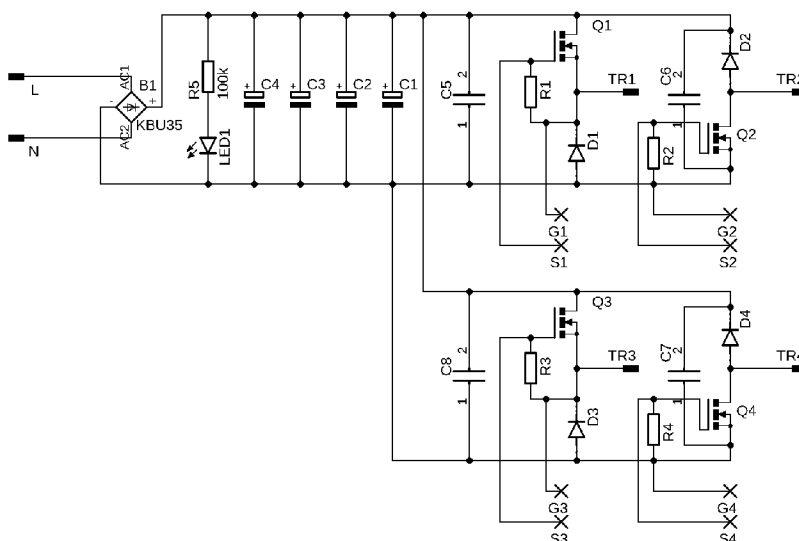 Q1
D2
AC1
B1
L
R5
100k
C4
C3
C2
C1
C5
2
1
R1
TR1
C6
2
1
TR2
-
+
KBU35
Q2
AC2
N
LED1
D1
R2
G1
G2
S1
S2
Q3
D4
C8
2
1
R3
TR3
C7
2
1
TR4
Q4
D3
R4
G3
G4
S3
S4